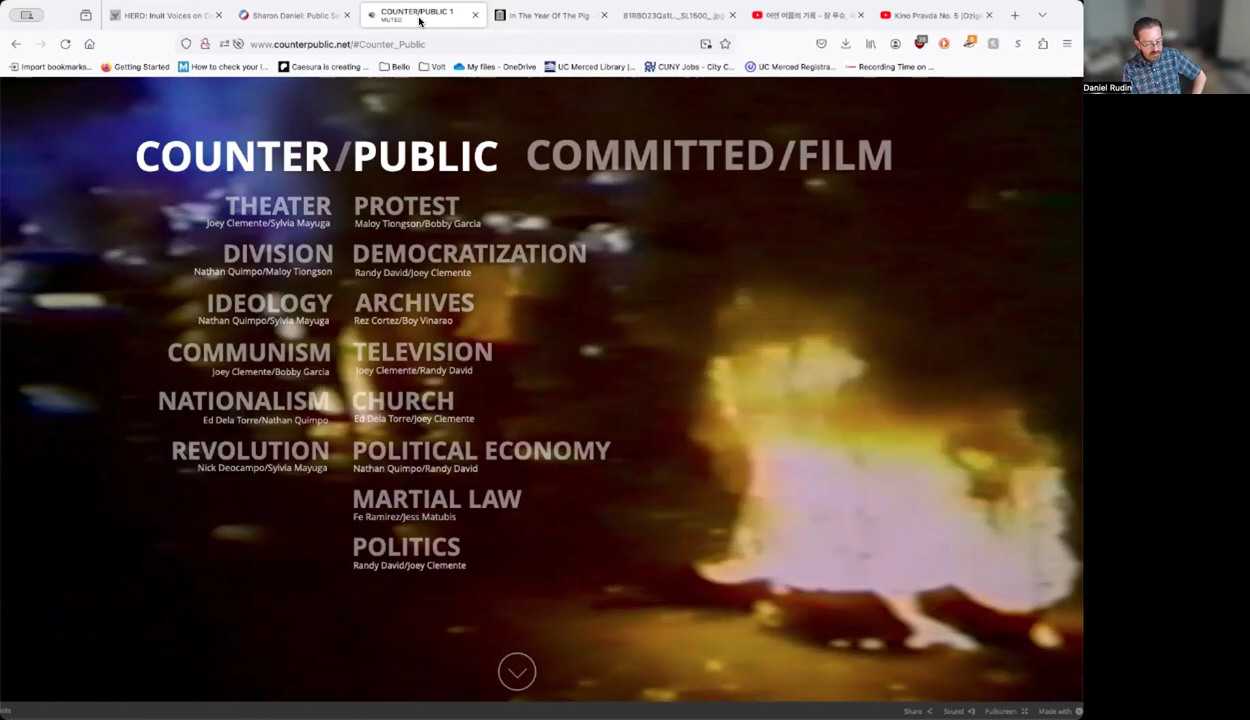 HERD: Inuit Voices on C
Sharon Daniel: Public Se
COUNTER/PUBLIC 1
MUTED
In The Year Of The Pig -
81RBD23Qa1L._SL1500_.jpg
Kino Pravda No. 5 (Dziga
www.counterpublic.net/#Counter_Public
Import bookmarks... Getting Started How to check your I... Caesura is creating ... Bello Volt My files - OneDrive UC Merced Library |... CUNY Jobs - City C... UC Merced Registra... Recording Time on ...
Daniel Rudin
COUNTER/PUBLIC COMMITTED/FILM
THEATER PROTEST
Joey Clemente/Sylvia Mayuga Maloy Tiongson/Bobby Garcia
DIVISION DEMOCRATIZATION
Nathan Quimpo/Maloy Tiongson Randy David/Joey Clemente
IDEOLOGY ARCHIVES
Nathan Quimpo/Sylvia Mayuga Rez Cortez/Boy Vinarao
COMMUNISM TELEVISION
Joey Clemente/Bobby Garcia Joey Clemente/Randy David
NATIONALISM CHURCH
Ed Dela Torre/Nathan Quimpo Ed Dela Torre/Joey Clemente
REVOLUTION POLITICAL ECONOMY
Nick Deocampo/Sylvia Mayuga Nathan Quimpo/Randy David
MARTIAL LAW
Fe Ramirez/Jess Matubis
POLITICS
Randy David/Joey Clemente
Share Sound Fullscreen Made with